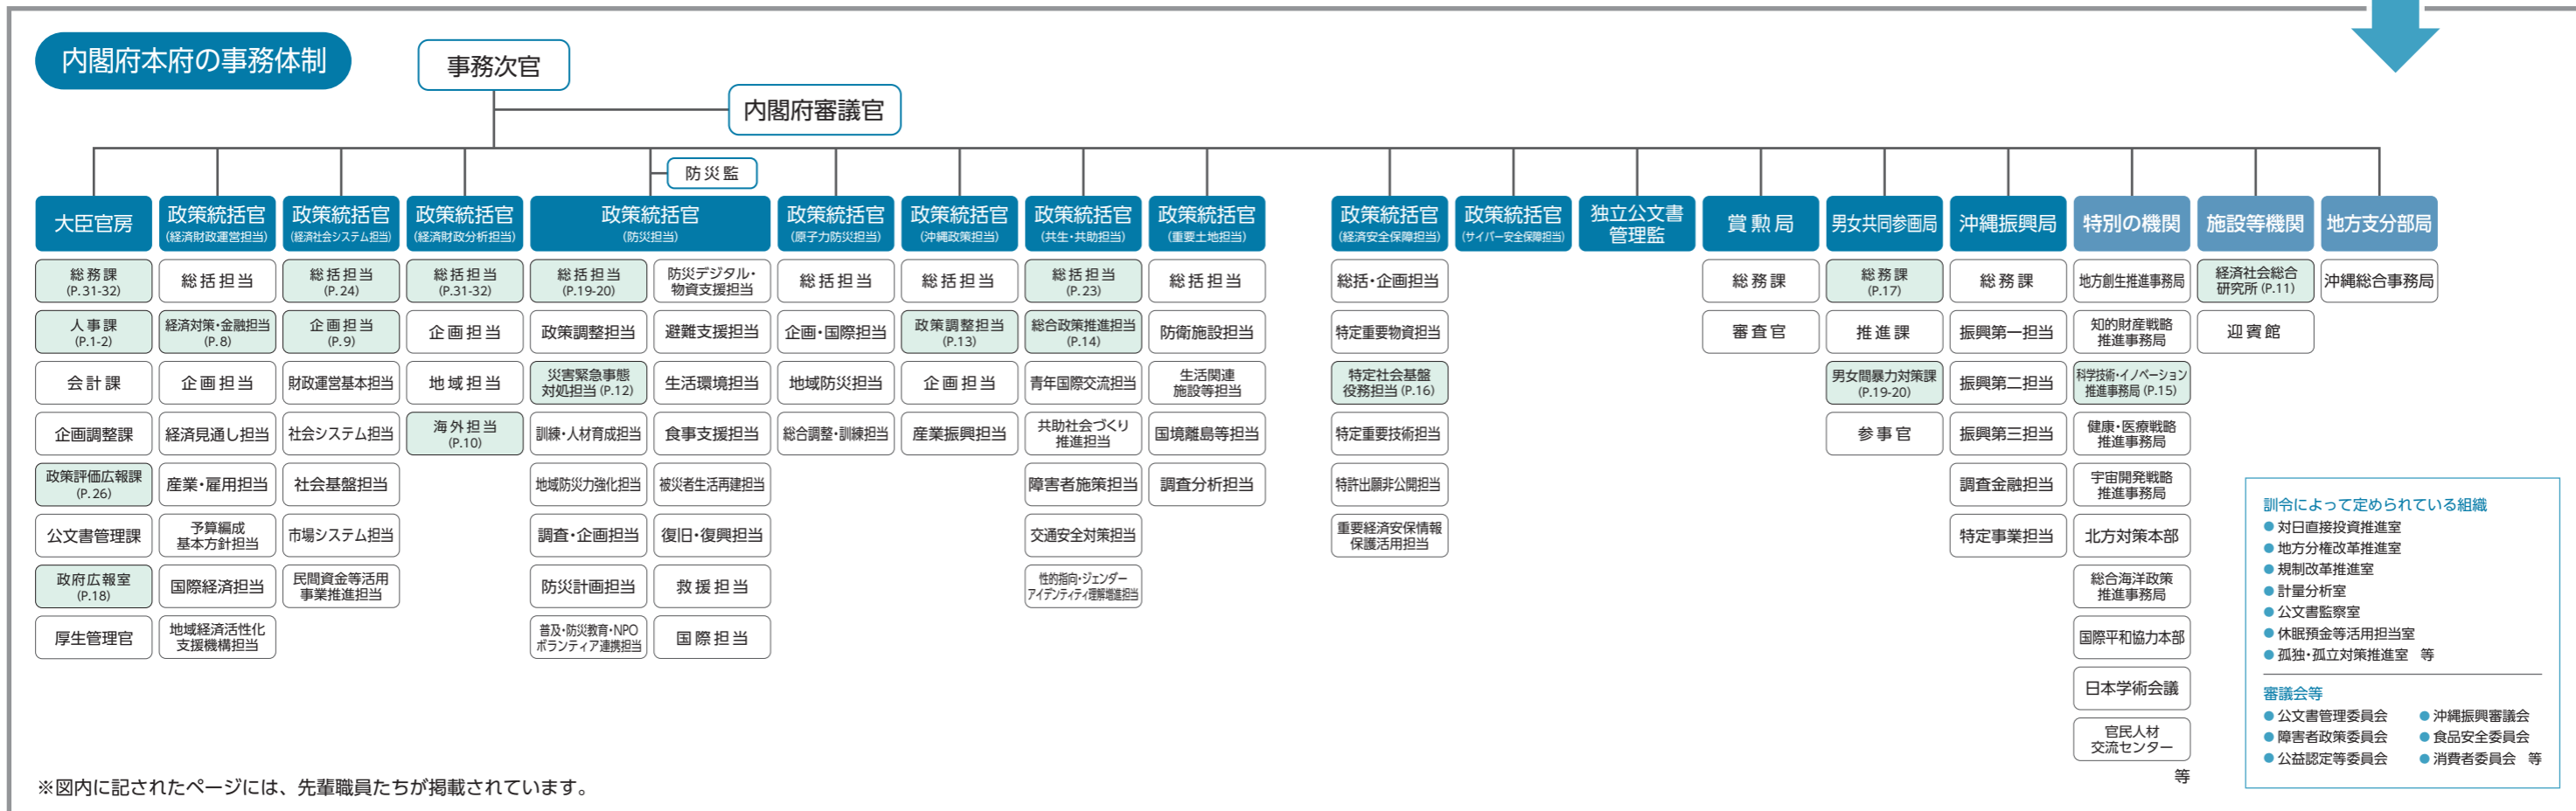 内閣府本府の事務体制
事務次官
内閣府審議官
防災監
大臣官房
総務課
(P.31-32)
人事課
(P.1-2)
会計課
企画調整課
政策評価広報課
(P.26)
公文書管理課
政府広報室
(P.18)
厚生管理官
政策統括官
(経済財政運営担当)
総括担当
経済対策・金融担当
(P.8)
企画担当
経済見通し担当
産業・雇用担当
予算編成
基本方針担当
国際経済担当
地域経済活性化
支援機構担当
政策統括官
(経済社会システム担当)
総括担当
(P.24)
企画担当
(P.9)
財政運営基本担当
社会システム担当
社会基盤担当
市場システム担当
民間資金等活用
事業推進担当
政策統括官
(経済財政分析担当)
総括担当
(P.31-32)
企画担当
地域担当
海外担当
(P.10)
政策統括官
(防災担当)
総括担当
(P.19-20)
政策調整担当
災害緊急事態
対処担当 (P.12)
訓練・人材育成担当
地域防災力強化担当
調査・企画担当
防災計画担当
普及・防災教育・NPO
ボランティア連携担当
防災デジタル・
物資支援担当
避難支援担当
生活環境担当
食事支援担当
被災者生活再建担当
復旧・復興担当
救援担当
国際担当
政策統括官
(原子力防災担当)
総括担当
企画・国際担当
地域防災担当
総合調整・訓練担当
政策統括官
(沖縄政策担当)
総括担当
政策調整担当
(P.13)
企画担当
産業振興担当
政策統括官
(共生・共助担当)
総括担当
(P.23)
総合政策推進担当
(P.14)
青年国際交流担当
共助社会づくり
推進担当
障害者施策担当
交通安全対策担当
性的指向・ジェンダー
アイデンティティ理解増進担当
政策統括官
(重要土地担当)
総括担当
防衛施設担当
生活関連
施設等担当
国境離島等担当
調査分析担当
政策統括官
(経済安全保障担当)
総括・企画担当
特定重要物資担当
特定社会基盤
役務担当 (P.16)
特定重要技術担当
特許出願非公開担当
重要経済安保情報
保護活用担当
政策統括官
(サイバー安全保障担当)
独立公文書
管理監
賞勲局
総務課
審査官
男女共同参画局
総務課
(P.17)
推進課
男女間暴力対策課
(P.19-20)
参事官
沖縄振興局
総務課
振興第一担当
振興第二担当
振興第三担当
調査金融担当
特定事業担当
特別の機関
地方創生推進事務局
知的財産戦略
推進事務局
科学技術・イノベーション
推進事務局 (P.15)
健康・医療戦略
推進事務局
宇宙開発戦略
推進事務局
北方対策本部
総合海洋政策
推進事務局
国際平和協力本部
日本学術会議
官民人材
交流センター
等
施設等機関
経済社会総合
研究所 (P.11)
迎賓館
地方支分部局
沖縄総合事務局
訓令によって定められている組織
● 対日直接投資推進室
● 地方分権改革推進室
● 規制改革推進室
● 計量分析室
● 公文書監察室
● 休眠預金等活用担当室
● 孤独・孤立対策推進室 等
審議会等
● 公文書管理委員会 ● 沖縄振興審議会
● 障害者政策委員会 ● 食品安全委員会
● 公益認定等委員会 ● 消費者委員会 等
※図内に記されたページには、先輩職員たちが掲載されています。